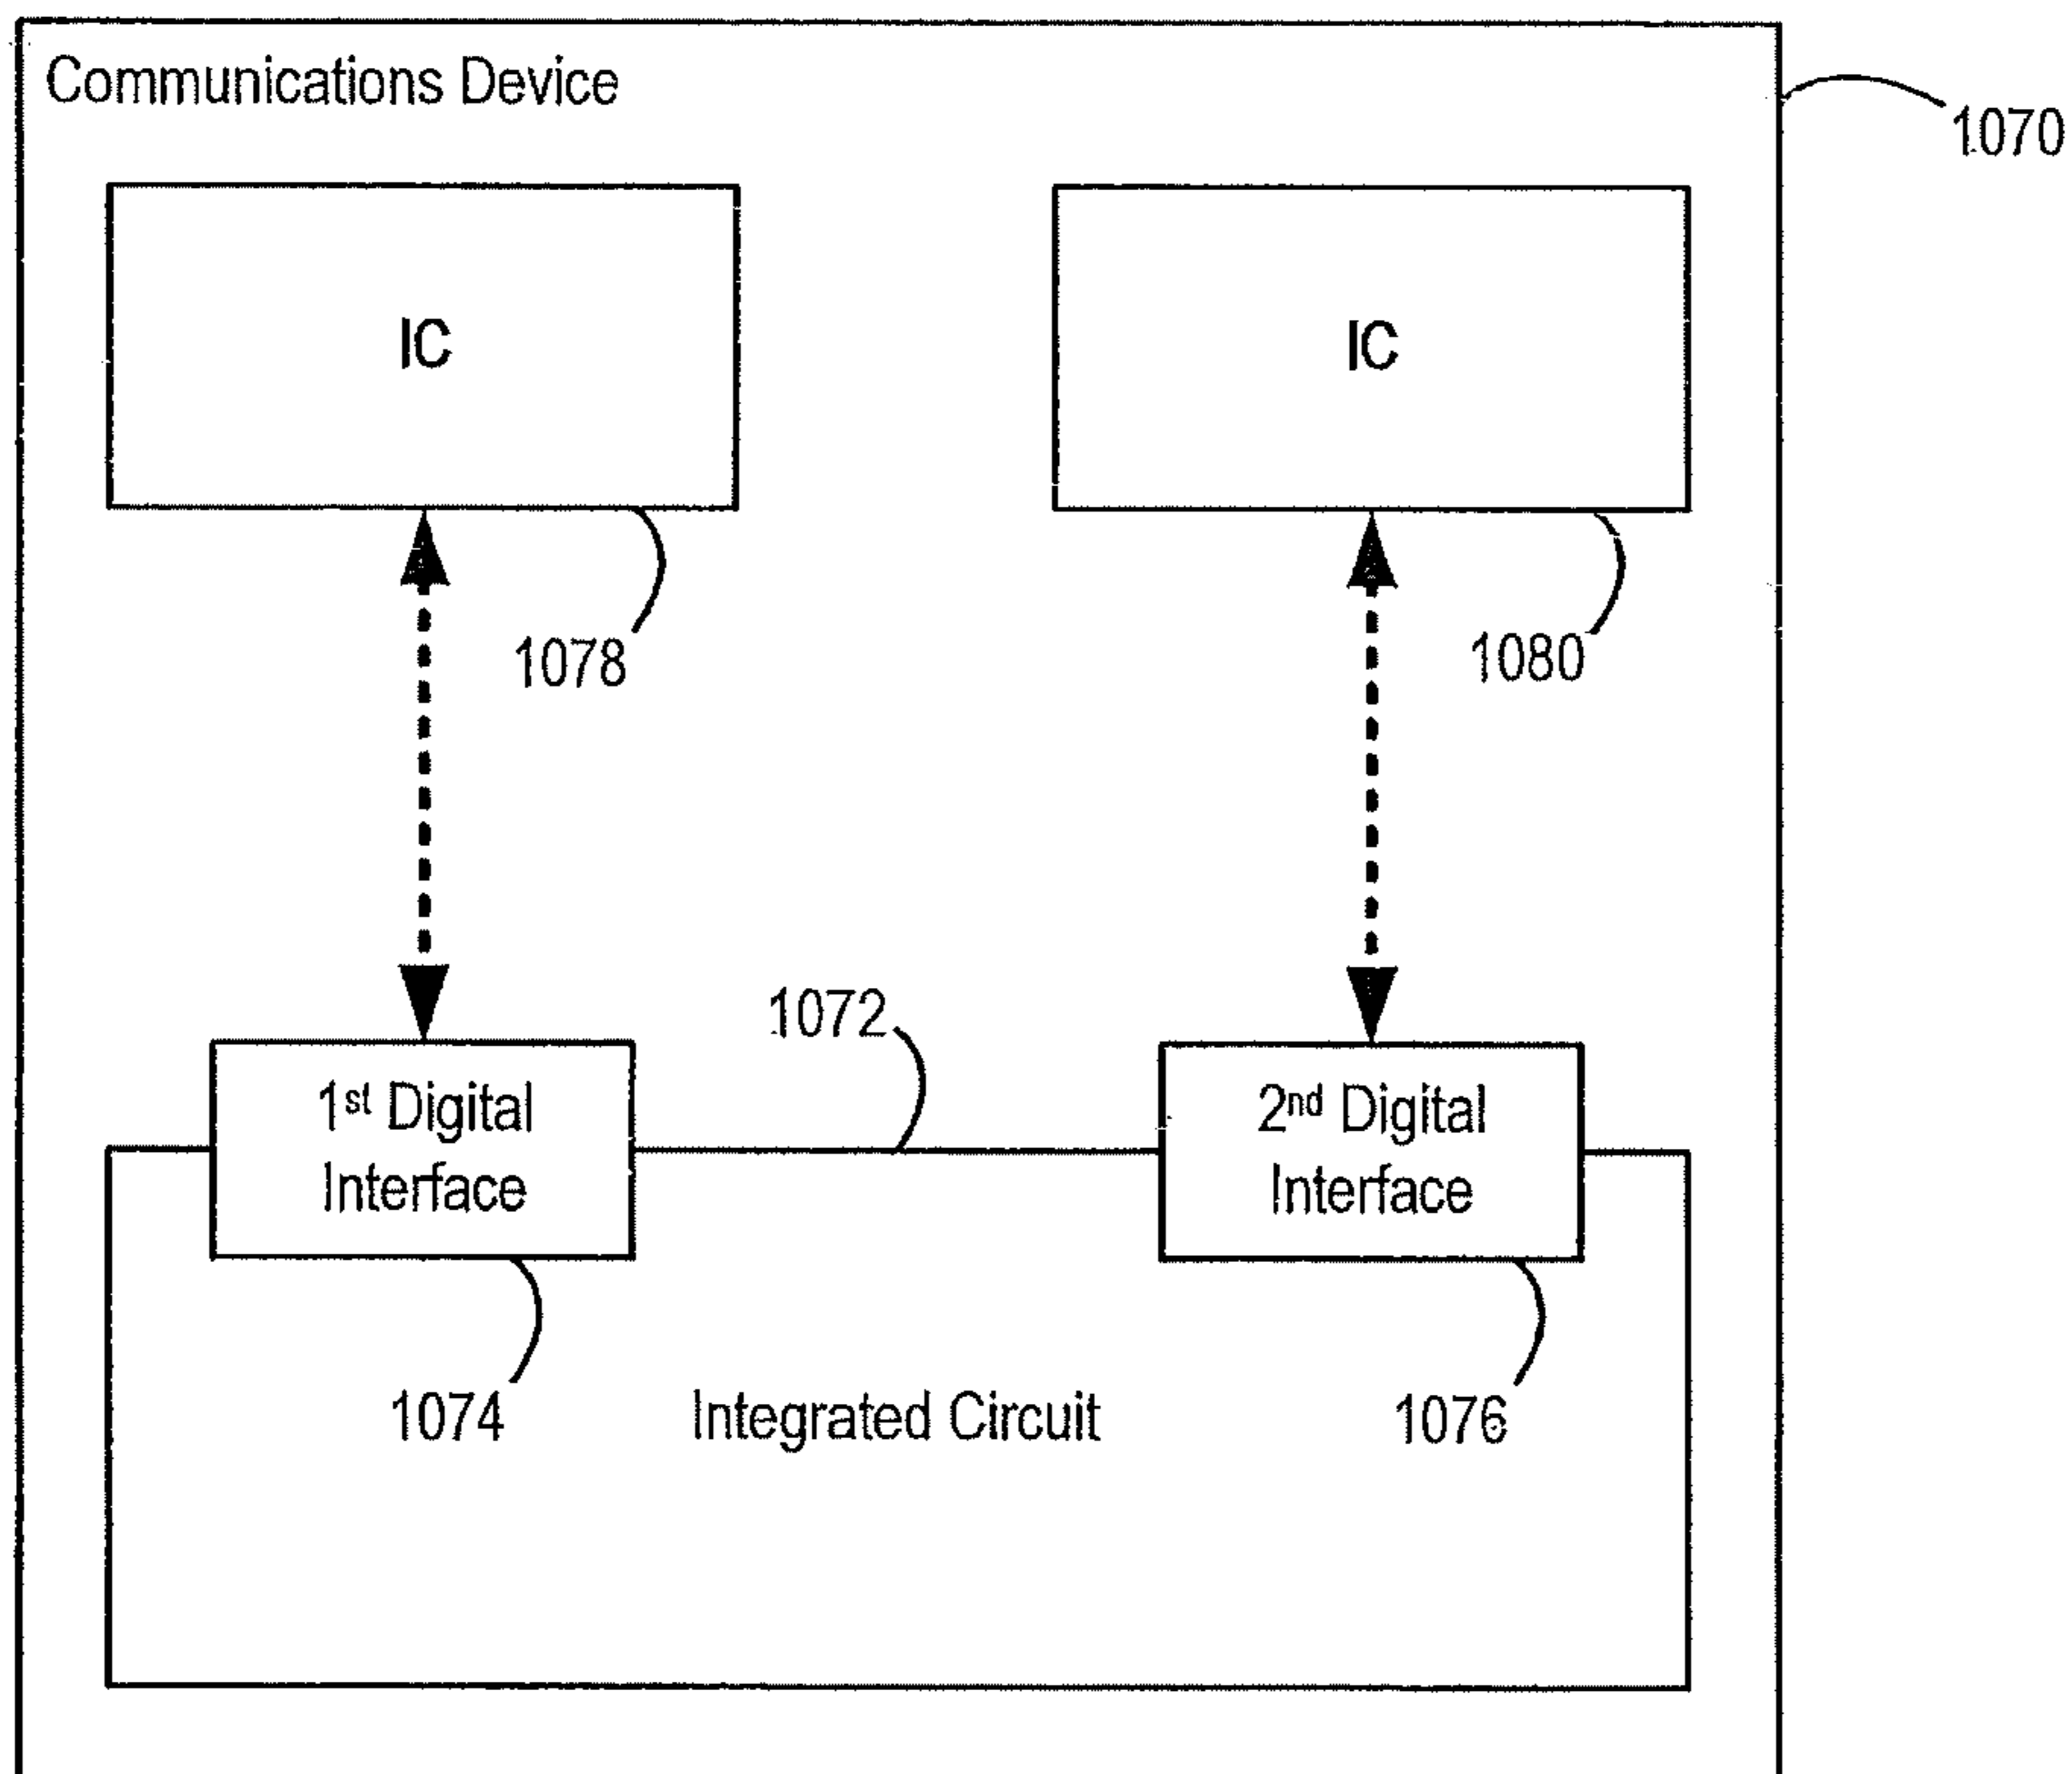 Communications Device
1070
IC
IC
1078
1080
1072
1st Digital
Interface
2nd Digital
Interface
1074
Integrated Circuit
1076